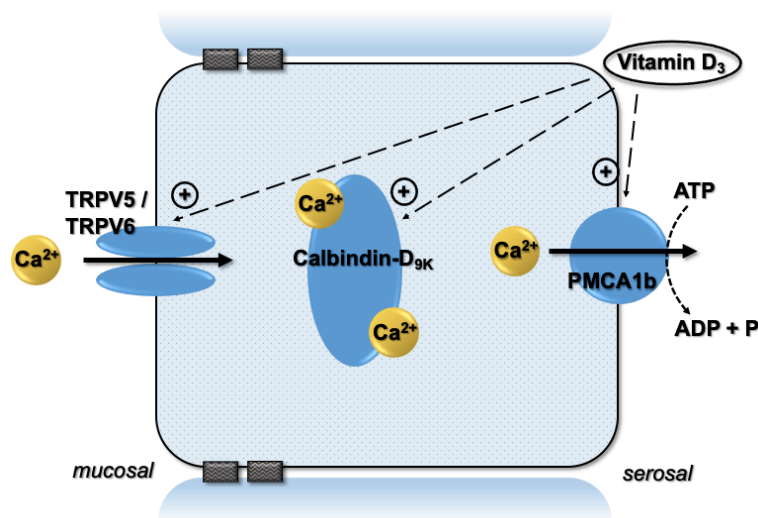 Vitamin D₃
TRPV5 /
TRPV6
ATP
Ca²⁺
Ca²⁺
Ca²⁺
Calbindin-D₉K
Ca²⁺
PMCA1b
ADP + P
mucosal
serosal
+
+
+